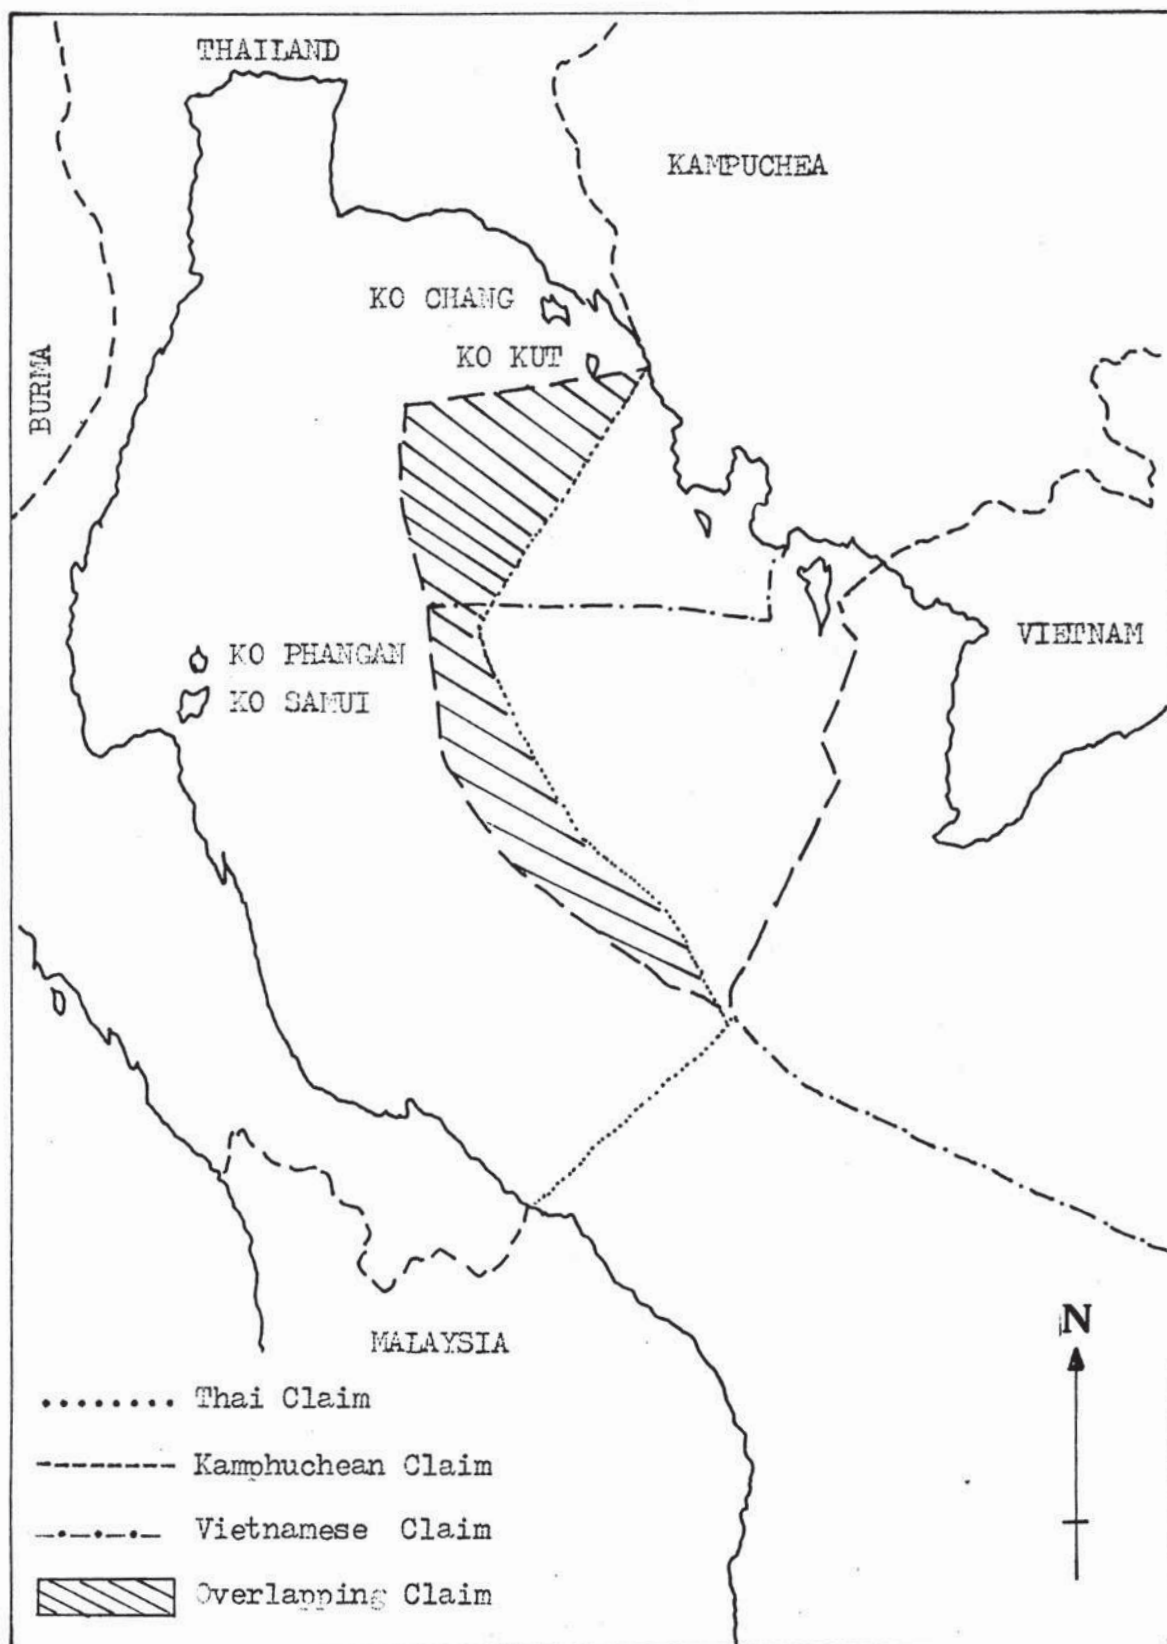 THAILAND
KAMPUCHEA
KO CHANG
KO KUT
BURMA
KO PHANGAN
VIETNAM
KO SAMUI
N
MALAYSIA
Thai Claim
Kamphuchean Claim
Vietnamese Claim
Overlapping Claim